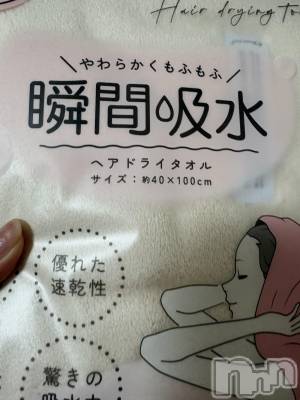 Hair drying to
＼やわらかくもふもふ／
瞬間吸水
ヘアドライタオル
サイズ：約40×100cm
優れた
速乾性
驚きの